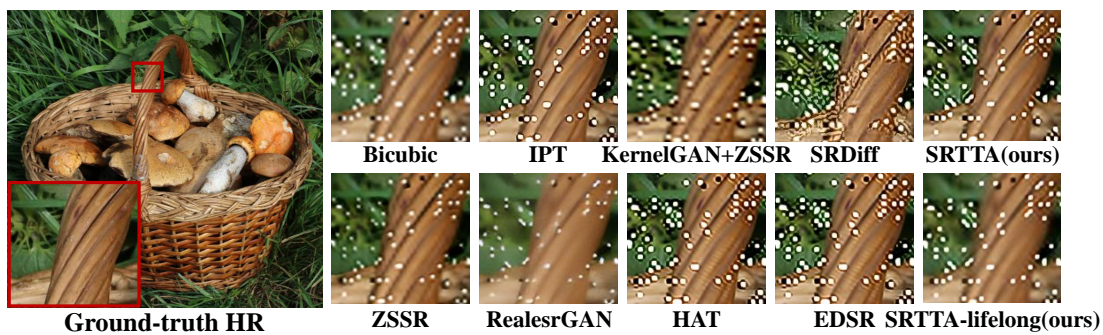 Bicubic IPT KernelGAN+ZSSR SRDiff SRTTA(ours)
Ground-truth HR ZSSR RealesrGAN HAT EDSR SRTTA-lifelong(ours)